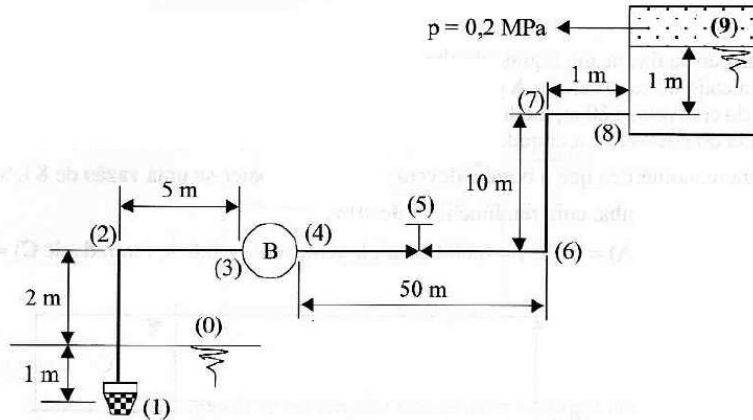 p = 0,2 MPa
(9)
1 m
1 m
(7)
(8)
5 m
10 m
(5)
(2)
(4)
B
(3)
(6)
50 m
2 m
(0)
1 m
(1)